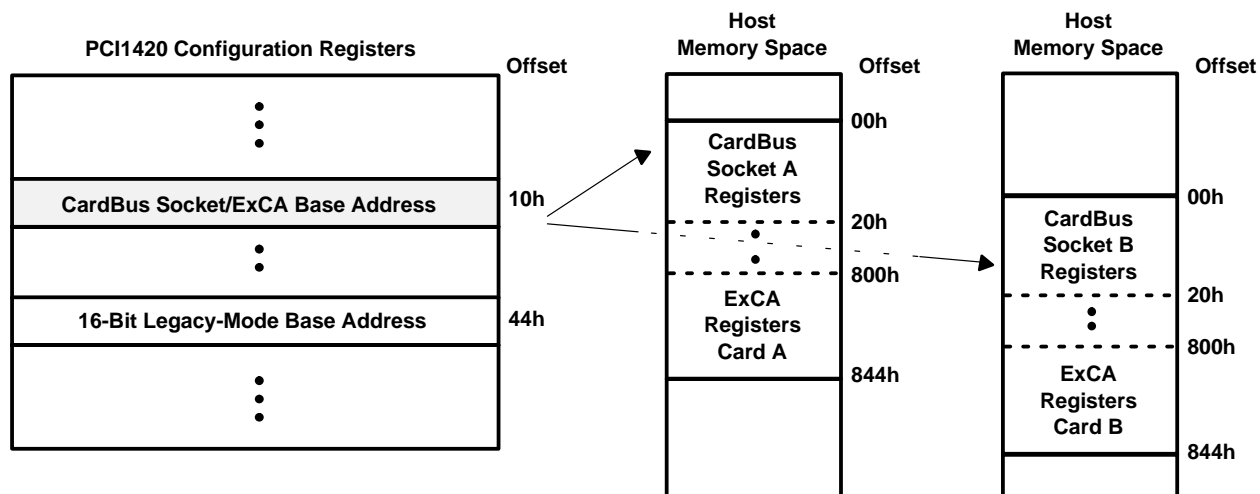 PCI1420 Configuration Registers
Offset
CardBus Socket/ExCA Base Address
10h
16-Bit Legacy-Mode Base Address
44h
Host
Memory Space
Offset
00h
CardBus
Socket A
Registers
20h
800h
ExCA
Registers
Card A
844h
Host
Memory Space
Offset
00h
CardBus
Socket B
Registers
20h
800h
ExCA
Registers
Card B
844h